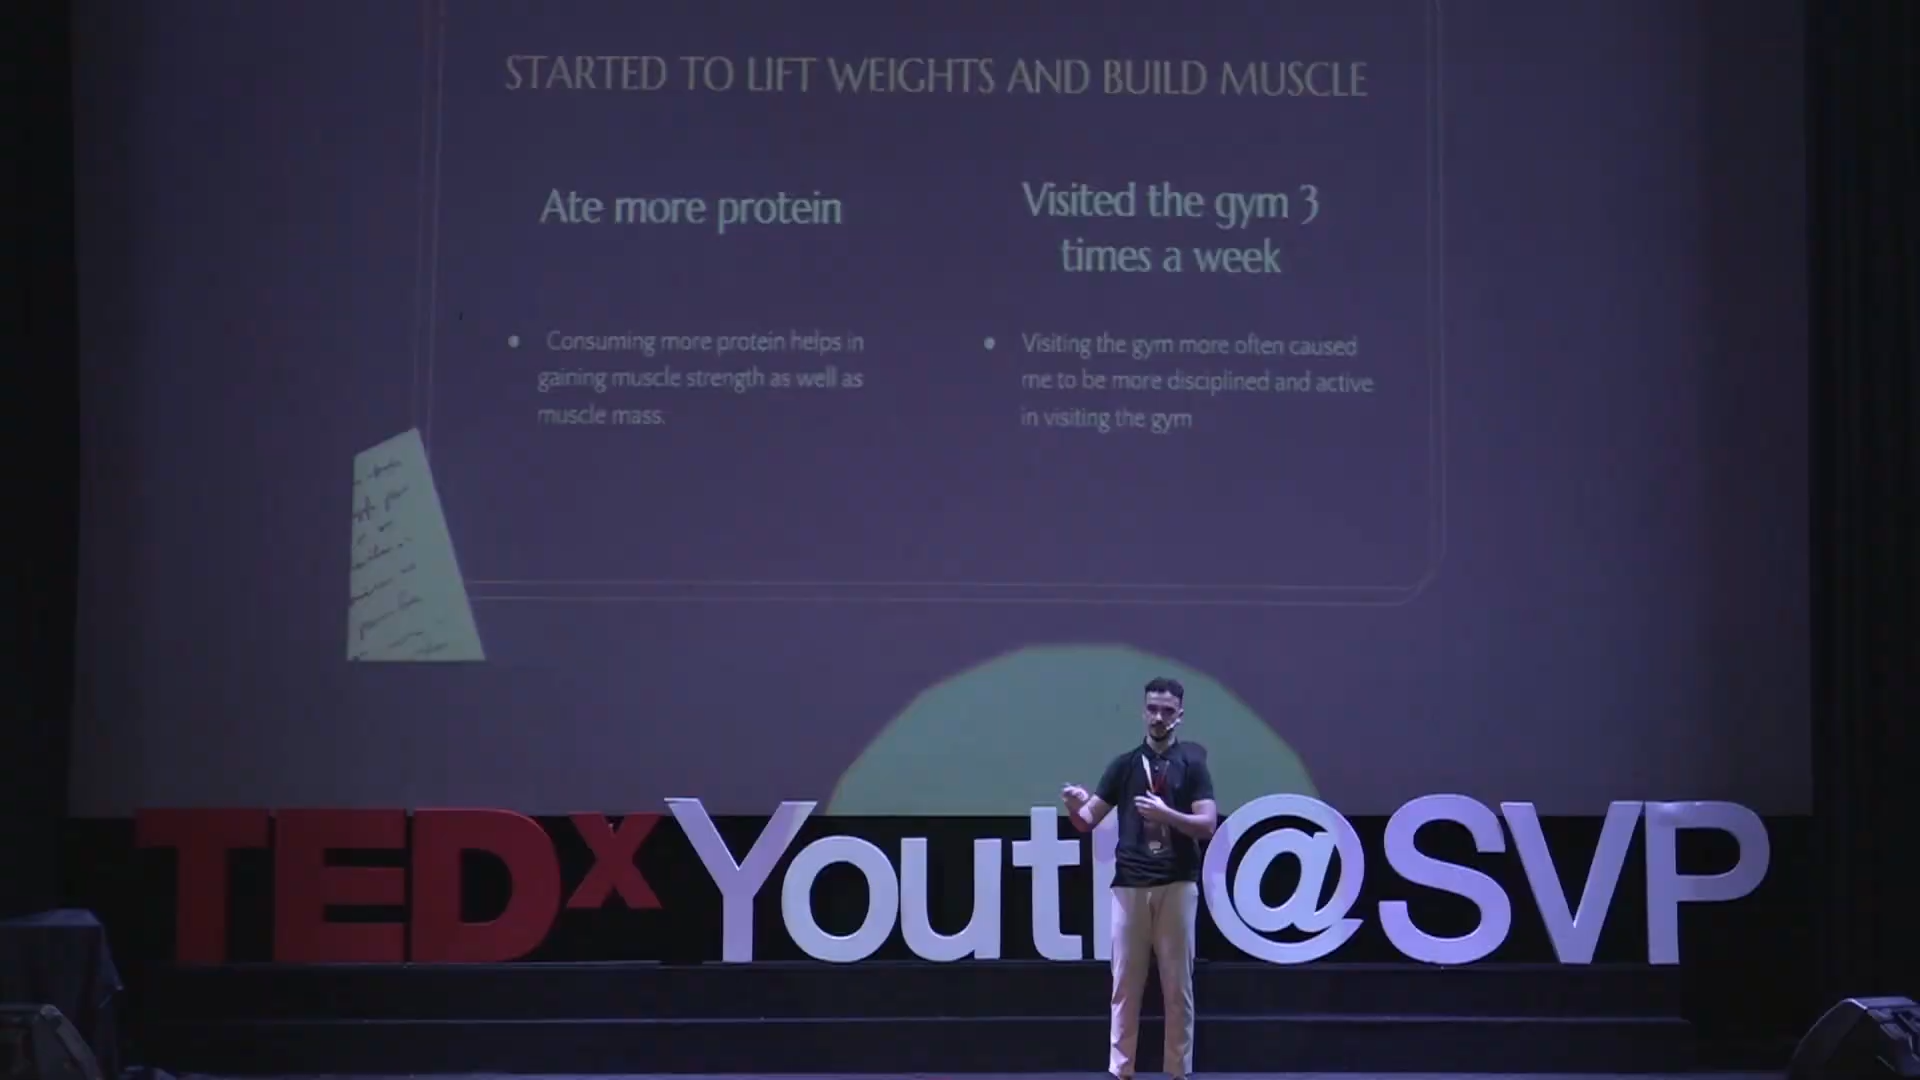 STARTED TO LIFT WEIGHTS AND BUILD MUSCLE
Ate more protein
• Consuming more protein helps in
gaining muscle strength as well as
muscle mass.
Visited the gym 3
times a week
• Visiting the gym more often caused
me to be more disciplined and active
in visiting the gym
TEDxYouth@SVP